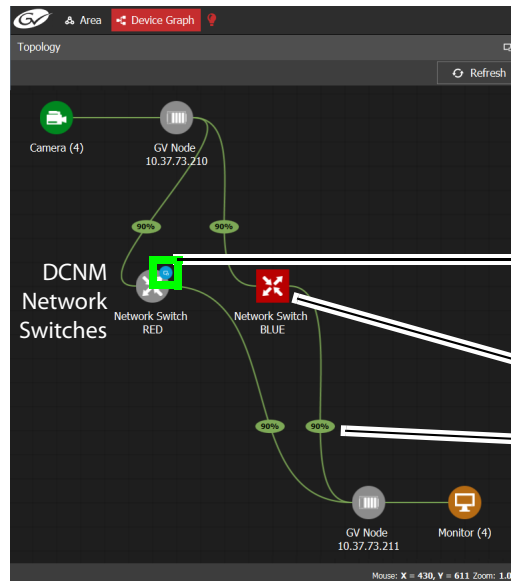 GV Area Device Graph
Topology
Refresh
Camera (4)
GV Node
10.37.73.210
90% 90%
DCNM
Network
Switches
Network Switch
RED
Network Switch
BLUE
90% 90%
GV Node
10.37.73.211
Monitor (4)
Mouse: X = 430, Y = 611 Zoom: 1.0